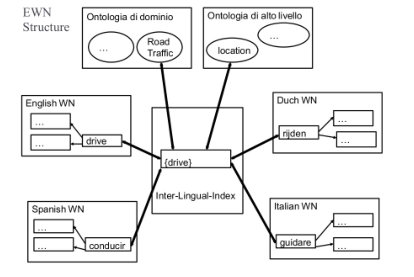 EWN
Structure
Ontologia di dominio
...
Road
Traffic
Ontologia di alto livello
location
...
English WN
...
...
drive
Duch WN
rijden
...
...
{drive}
Inter-Lingual-Index
Spanish WN
...
...
conducir
Italian WN
guidare
...
...